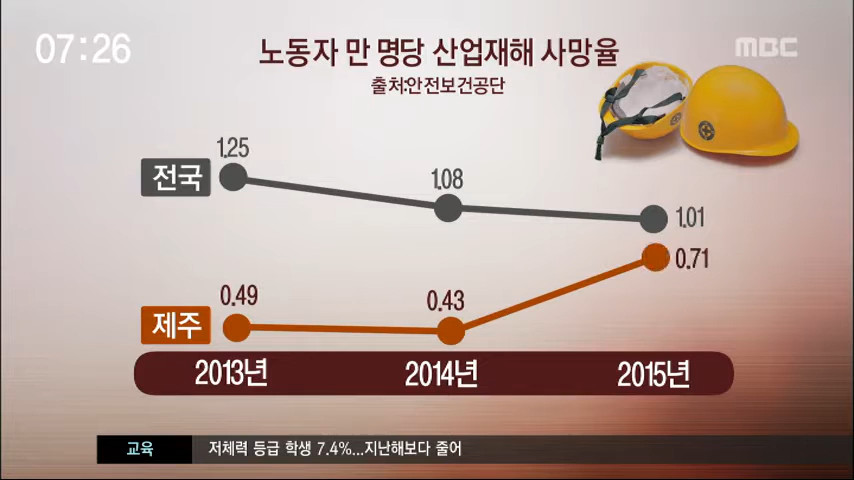 07:26
노동자 만 명당 산업재해 사망율
MBC
출처:안전보건공단
1.25
전국
1.08
1.01
0.71
0.49
0.43
제주
2013년 2014년 2015년
교육 저체력 등급 학생 7.4%...지난해보다 줄어